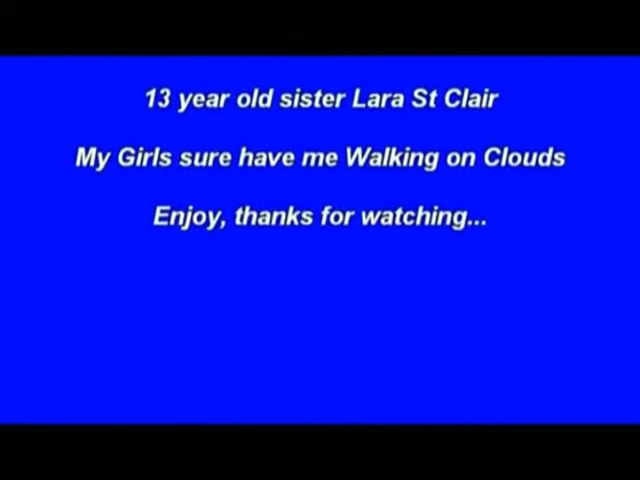 13 year old sister Lara St Clair
My Girls sure have me Walking on Clouds
Enjoy, thanks for watching...